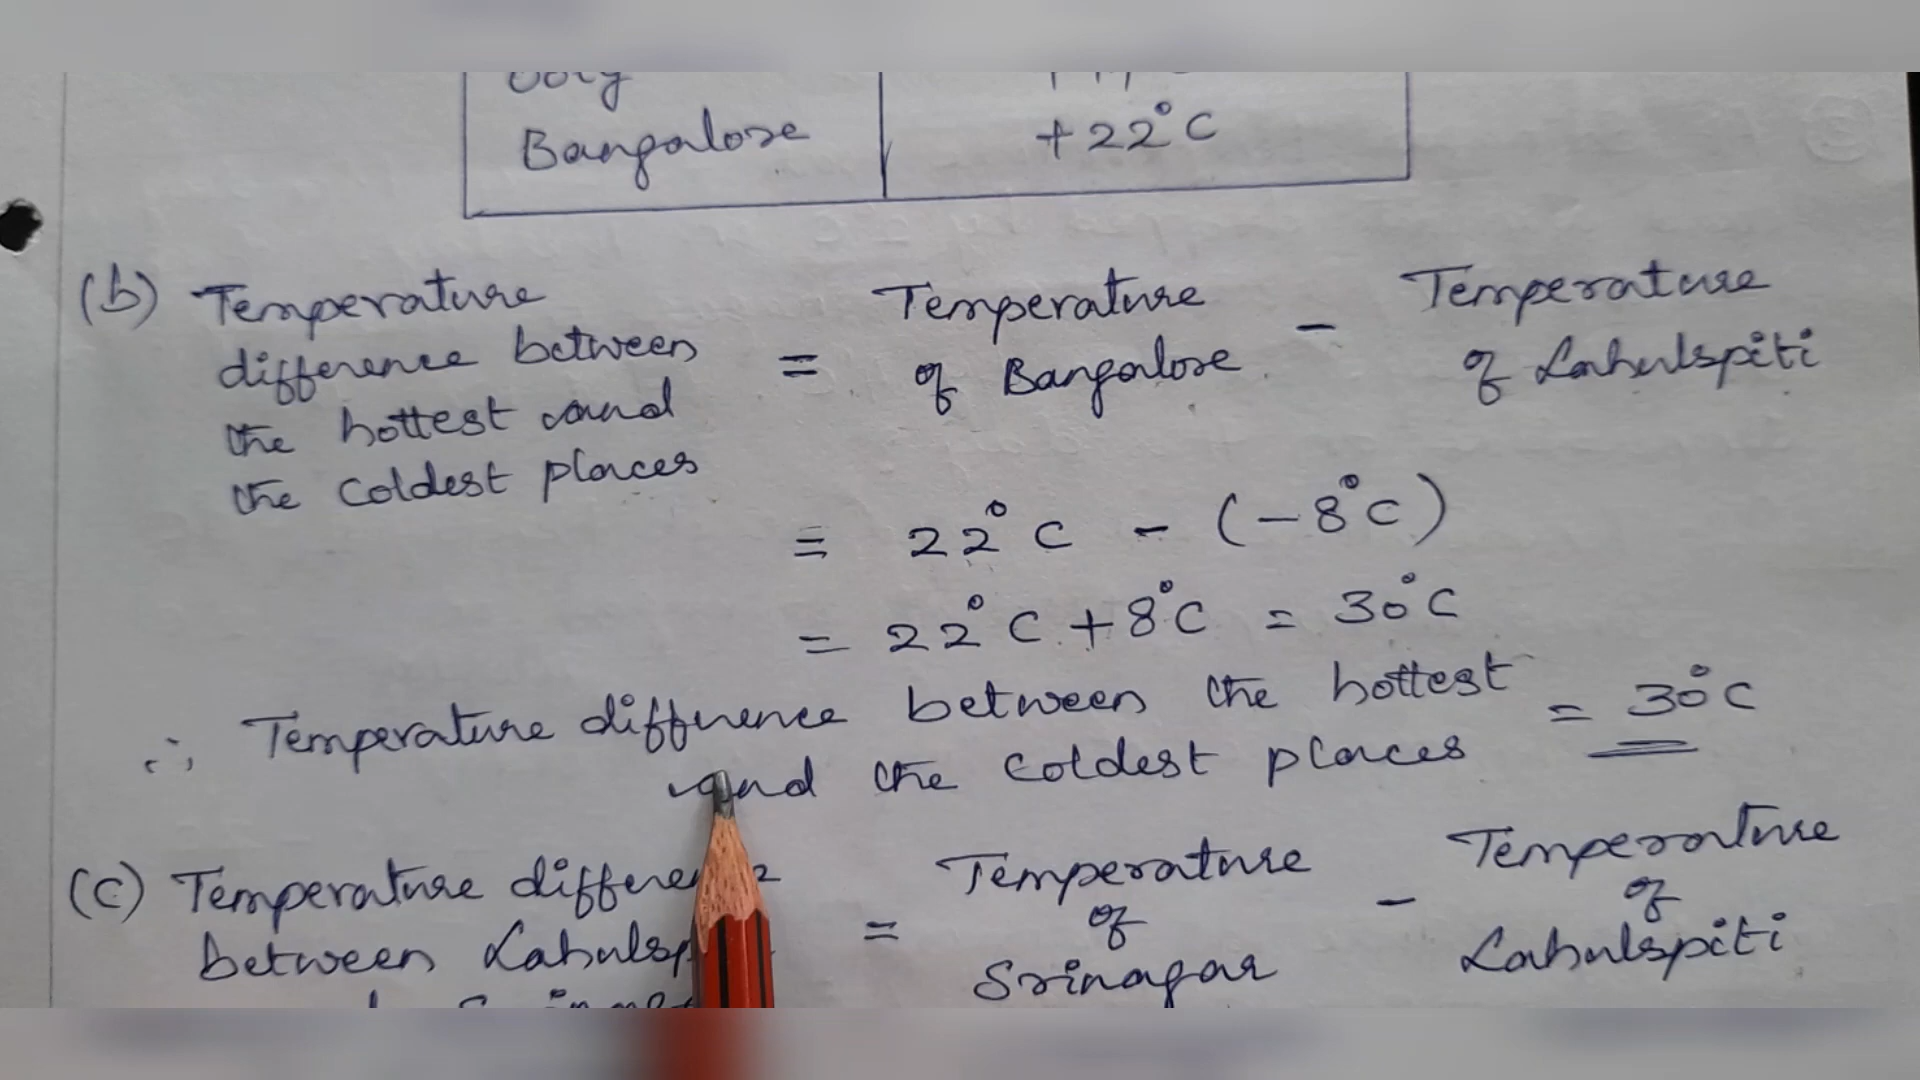 Ooty
Bangalore +22°C
(b) Temperature difference between the hottest and the coldest places = Temperature of Bangalore - Temperature of Lahulspiti
= 22°C - (-8°C)
= 22°C + 8°C = 30°C
∴ Temperature difference between the hottest and the coldest places = 30°C
(c) Temperature difference between = Temperature of Srinagar - Temperature of Lahulspiti